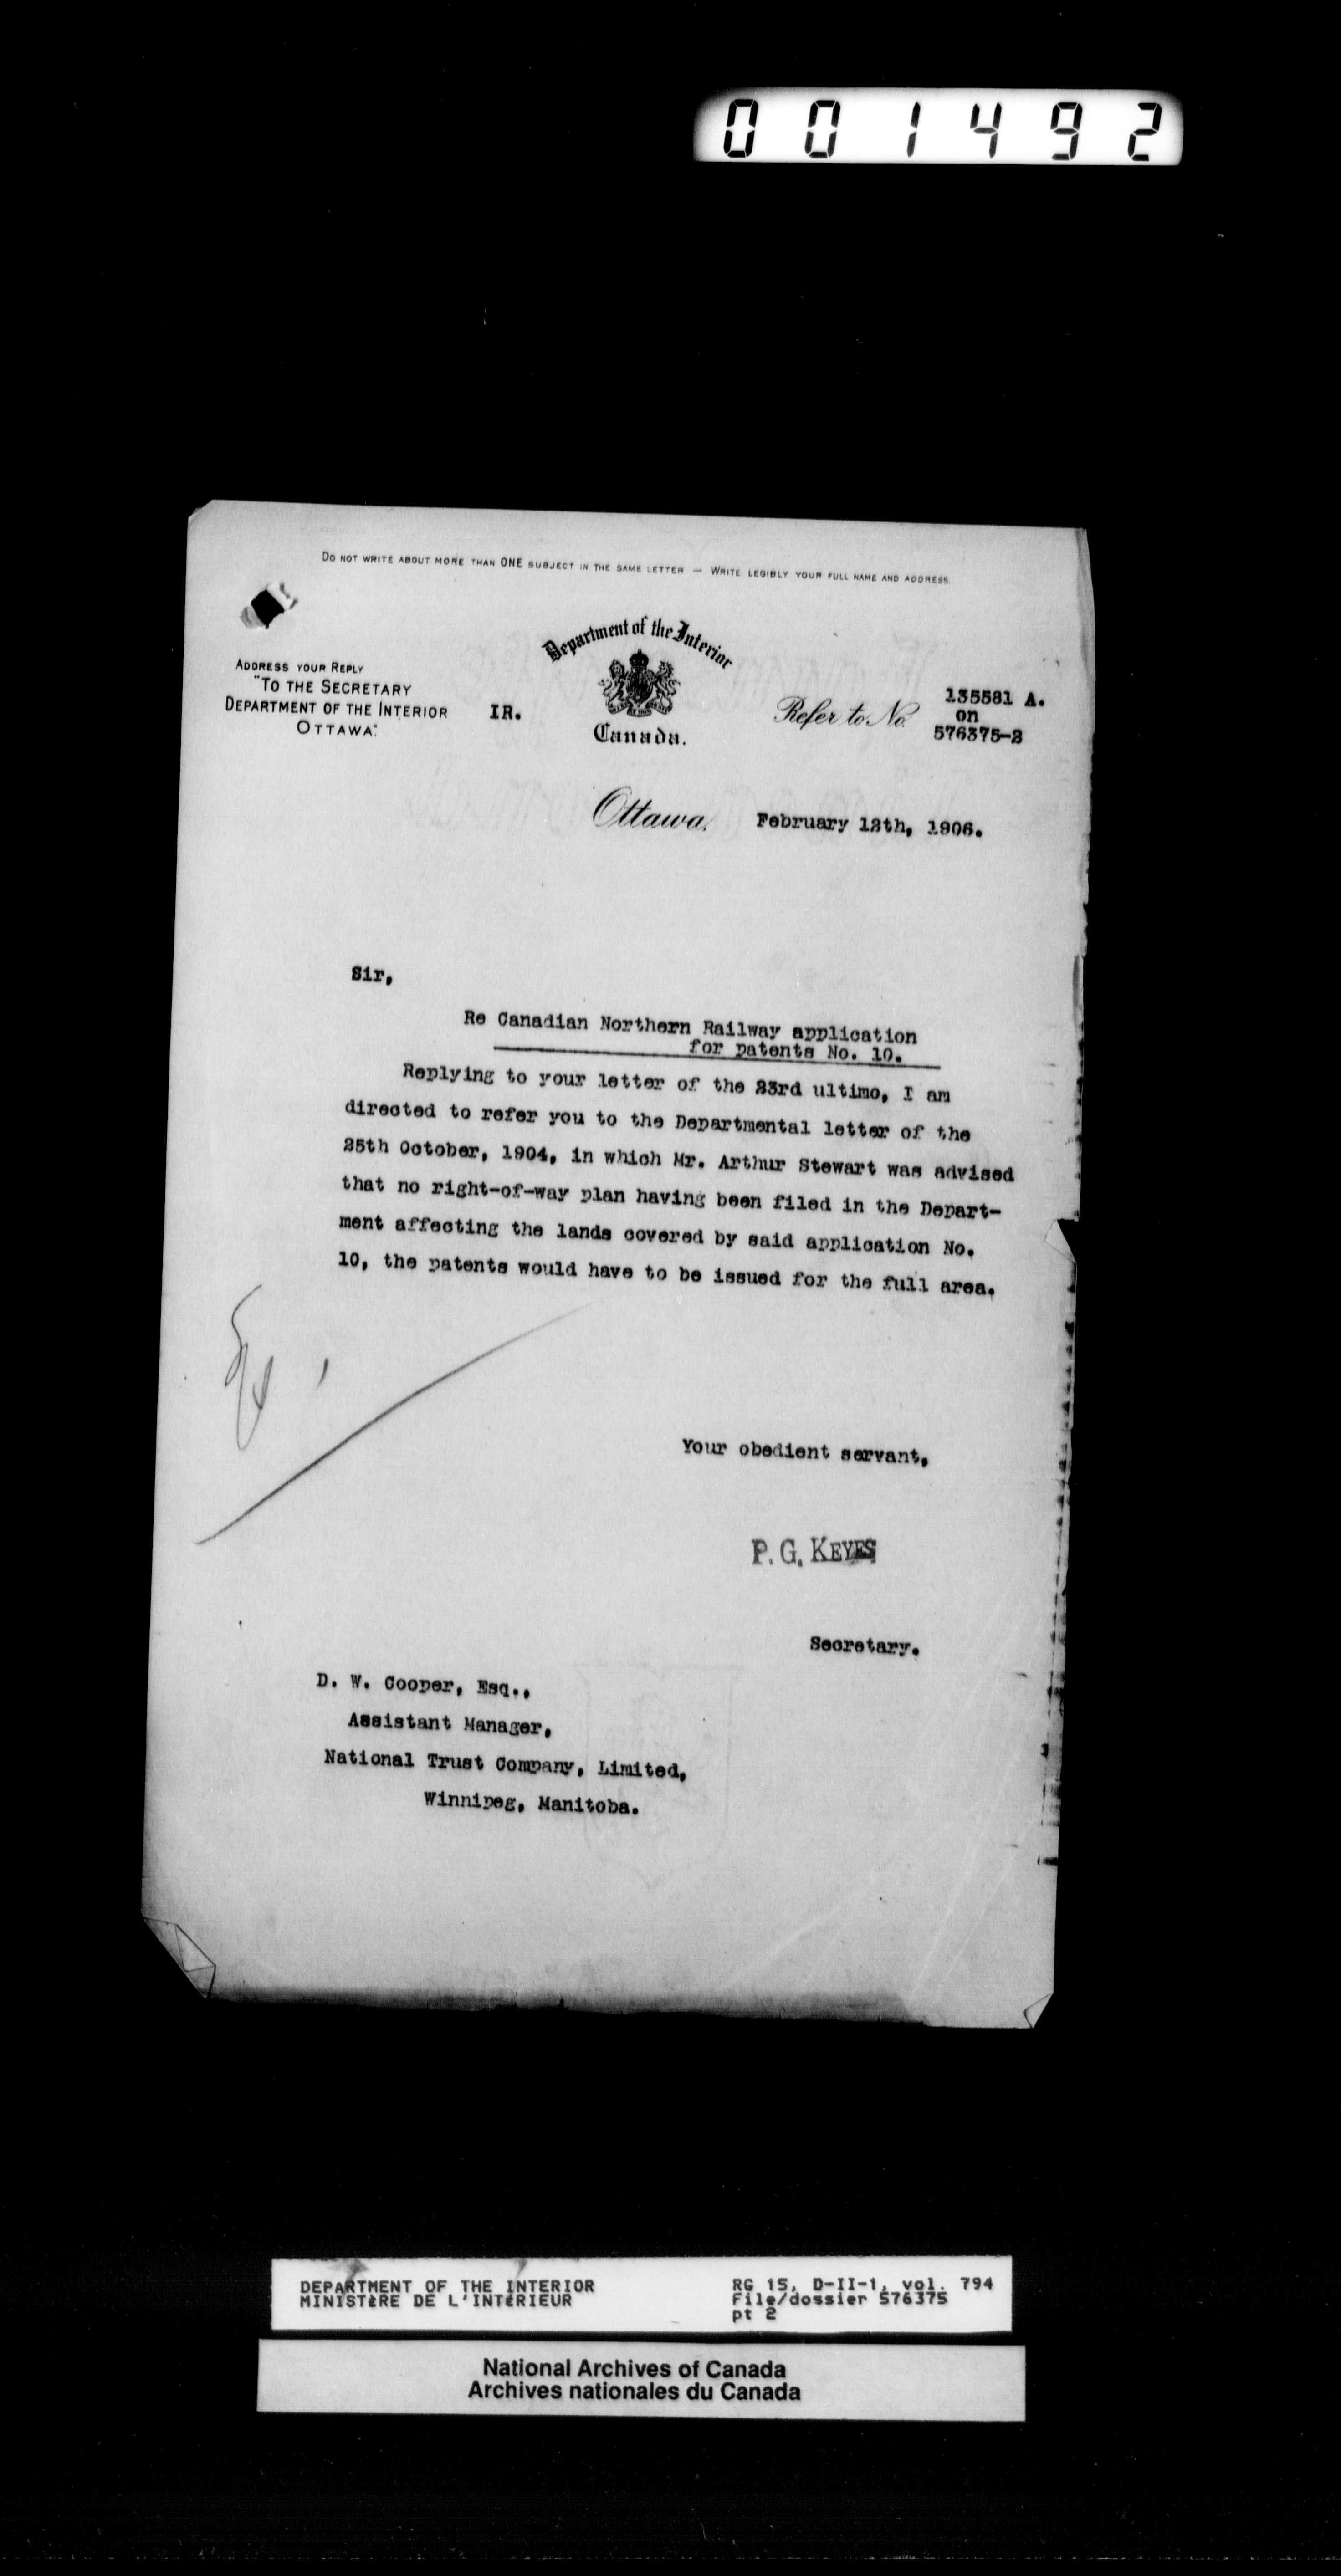 001492
DO NOT WRITE ABOUT MORE THAN ONE SUBJECT IN THE SAME LETTER — WRITE LEGIBLY YOUR FULL NAME AND ADDRESS.
Department of the Interior
Canada.
ADDRESS YOUR REPLY
"TO THE SECRETARY
DEPARTMENT OF THE INTERIOR
OTTAWA."
IR.
Refer to No.
135581 A.
on
576375-2
Ottawa, February 12th, 1906.
Sir,
Re Canadian Northern Railway application
for patents No. 10.
Replying to your letter of the 23rd ultimo, I am
directed to refer you to the Departmental letter of the
25th October, 1904, in which Mr. Arthur Stewart was advised
that no right-of-way plan having been filed in the Depart-
ment affecting the lands covered by said application No.
10, the patents would have to be issued for the full area.
Your obedient servant,
P. G. KEYES
Secretary.
D. W. Cooper, Esq.,
Assistant Manager,
National Trust Company, Limited,
Winnipeg, Manitoba.
DEPARTMENT OF THE INTERIOR
MINISTèRE DE L'INTéRIEUR
RG 15, D-II-1, vol. 794
File/dossier 576375
pt 2
National Archives of Canada
Archives nationales du Canada